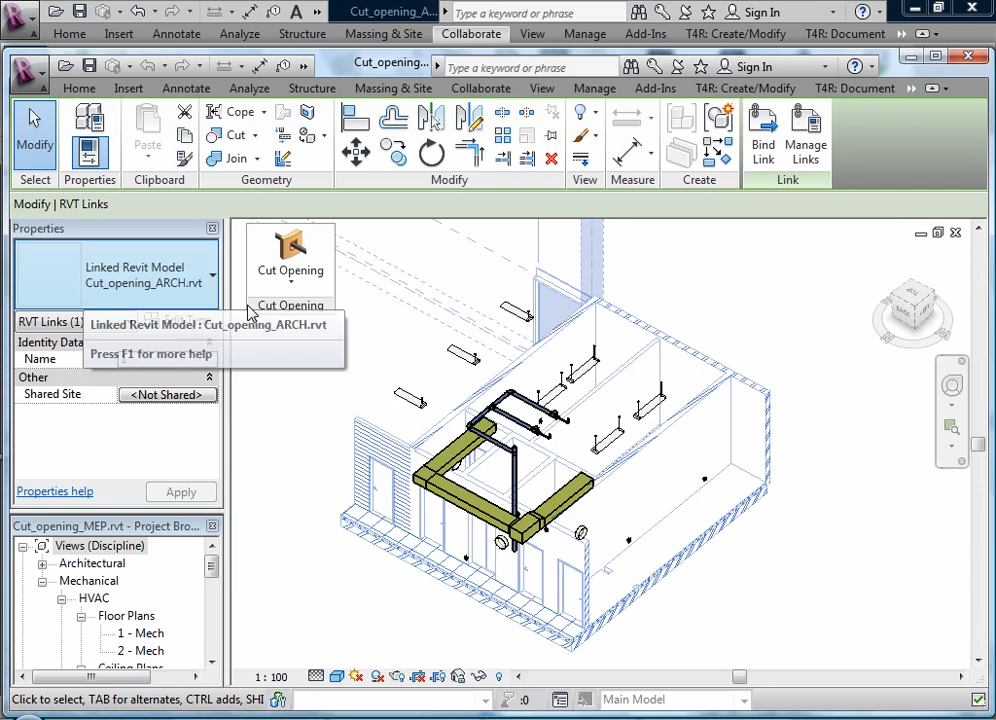 Cut_opening_A...
Type a keyword or phrase
Sign In
Home Insert Annotate Analyze Structure Massing & Site Collaborate View Manage Add-Ins T4R: Create/Modify T4R: Document
Cut_opening...
Type a keyword or phrase
Sign In
Home Insert Annotate Analyze Structure Massing & Site Collaborate View Manage Add-Ins T4R: Create/Modify T4R: Document
Modify
Paste
Cope
Cut
Join
Bind Link
Manage Links
Select Properties Clipboard Geometry Modify View Measure Create Link
Modify | RVT Links
Properties
Linked Revit Model
Cut_opening_ARCH.rvt
Cut Opening
Cut Opening
RVT Links (1)
Edit Type
Linked Revit Model : Cut_opening_ARCH.rvt
Press F1 for more help
Identity Data
Name
Other
Shared Site <Not Shared>
Properties help
Apply
Cut_opening_MEP.rvt - Project Bro...
Views (Discipline)
Architectural
Mechanical
HVAC
Floor Plans
1 - Mech
2 - Mech
Ceiling Plans
BACK
LEFT
1 : 100
Click to select, TAB for alternates, CTRL adds, SHI
:0
Main Model